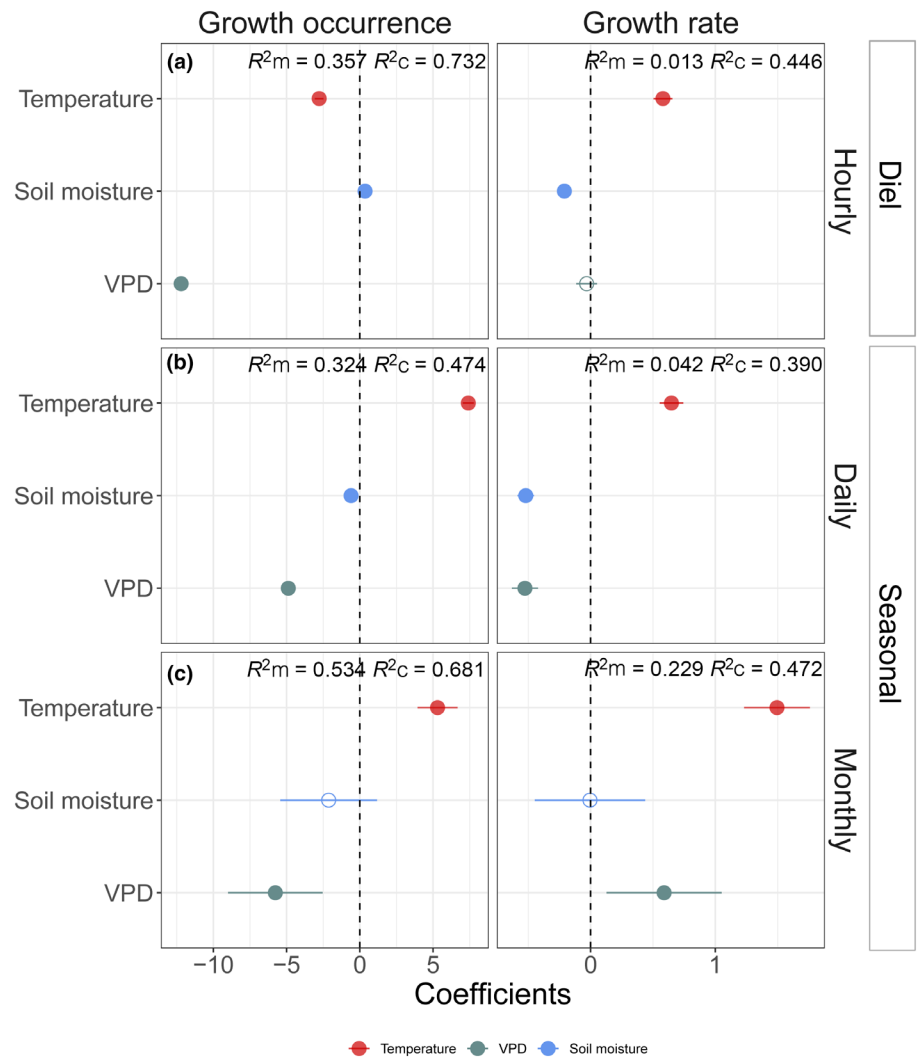 Growth occurrence Growth rate
(a) R²m = 0.357 R²c = 0.732 R²m = 0.013 R²c = 0.446
Temperature
Soil moisture
VPD
Hourly
Diel
(b) R²m = 0.324 R²c = 0.474 R²m = 0.042 R²c = 0.390
Temperature
Soil moisture
VPD
Daily
Seasonal
(c) R²m = 0.534 R²c = 0.681 R²m = 0.229 R²c = 0.472
Temperature
Soil moisture
VPD
Monthly
−10 −5 0 5 0 1
Coefficients
Temperature VPD Soil moisture